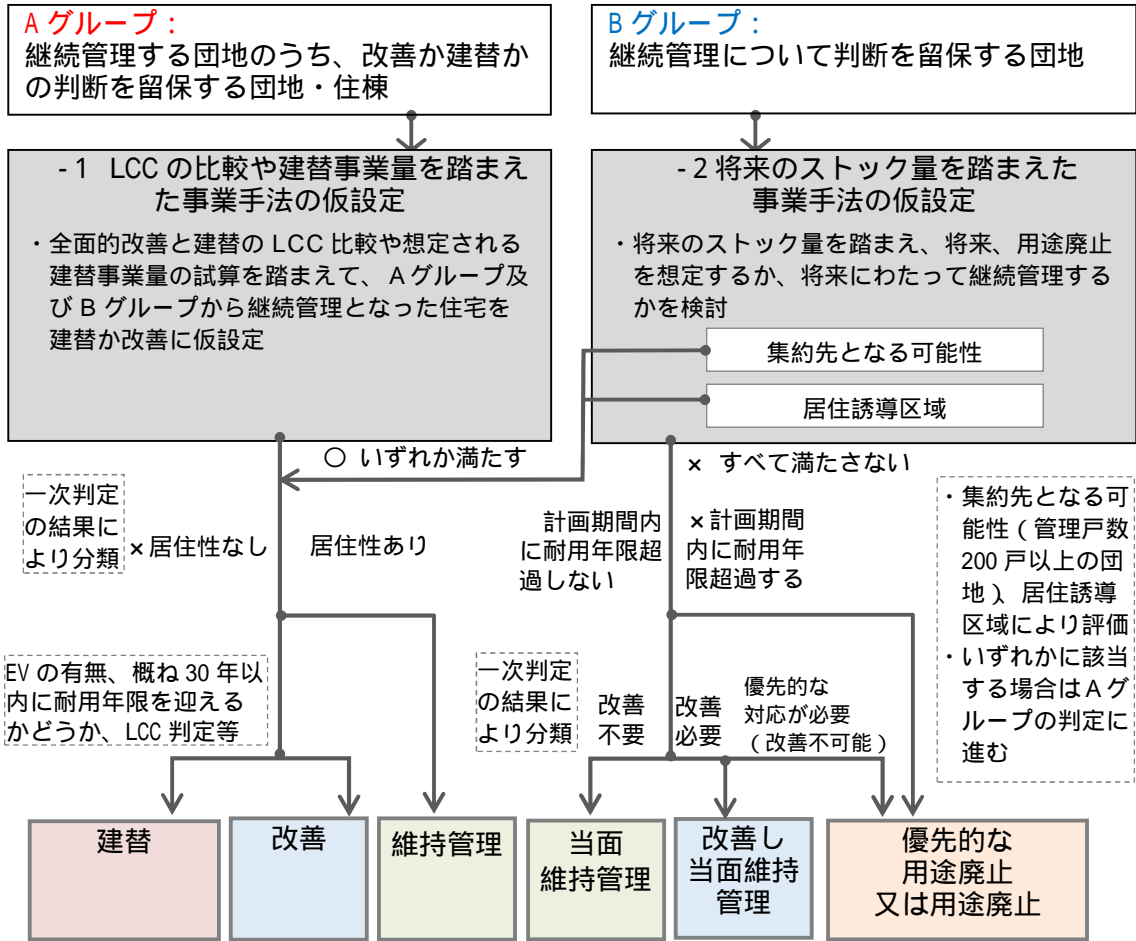 Aグループ：
継続管理する団地のうち、改善か建替か
の判断を留保する団地・住棟
Bグループ：
継続管理について判断を留保する団地
-1 LCCの比較や建替事業量を踏まえ
た事業手法の仮設定
・全面的改善と建替のLCC比較や想定される
建替事業量の試算を踏まえて、Aグループ及
びBグループから継続管理となった住宅を
建替か改善に仮設定
-2将来のストック量を踏まえた
事業手法の仮設定
・将来のストック量を踏まえ、将来、用途廃止
を想定するか、将来にわたって継続管理する
かを検討
集約先となる可能性
居住誘導区域
○ いずれか満たす
× すべて満たさない
一次判定
の結果に
より分類
×居住性なし
居住性あり
計画期間内
に耐用年限超
過しない
×計画期間
内に耐用年
限超過する
・集約先となる可
能性（管理戸数
200戸以上の団
地）、居住誘導
区域により評価
・いずれかに該当
する場合はAグ
ループの判定に
進む
EVの有無、概ね30年以
内に耐用年限を迎える
かどうか、LCC判定等
一次判定
の結果に
より分類
改善
不要
改善
必要
優先的な
対応が必要
（改善不可能）
建替
改善
維持管理
当面
維持管理
改善し
当面維持
管理
優先的な
用途廃止
又は用途廃止